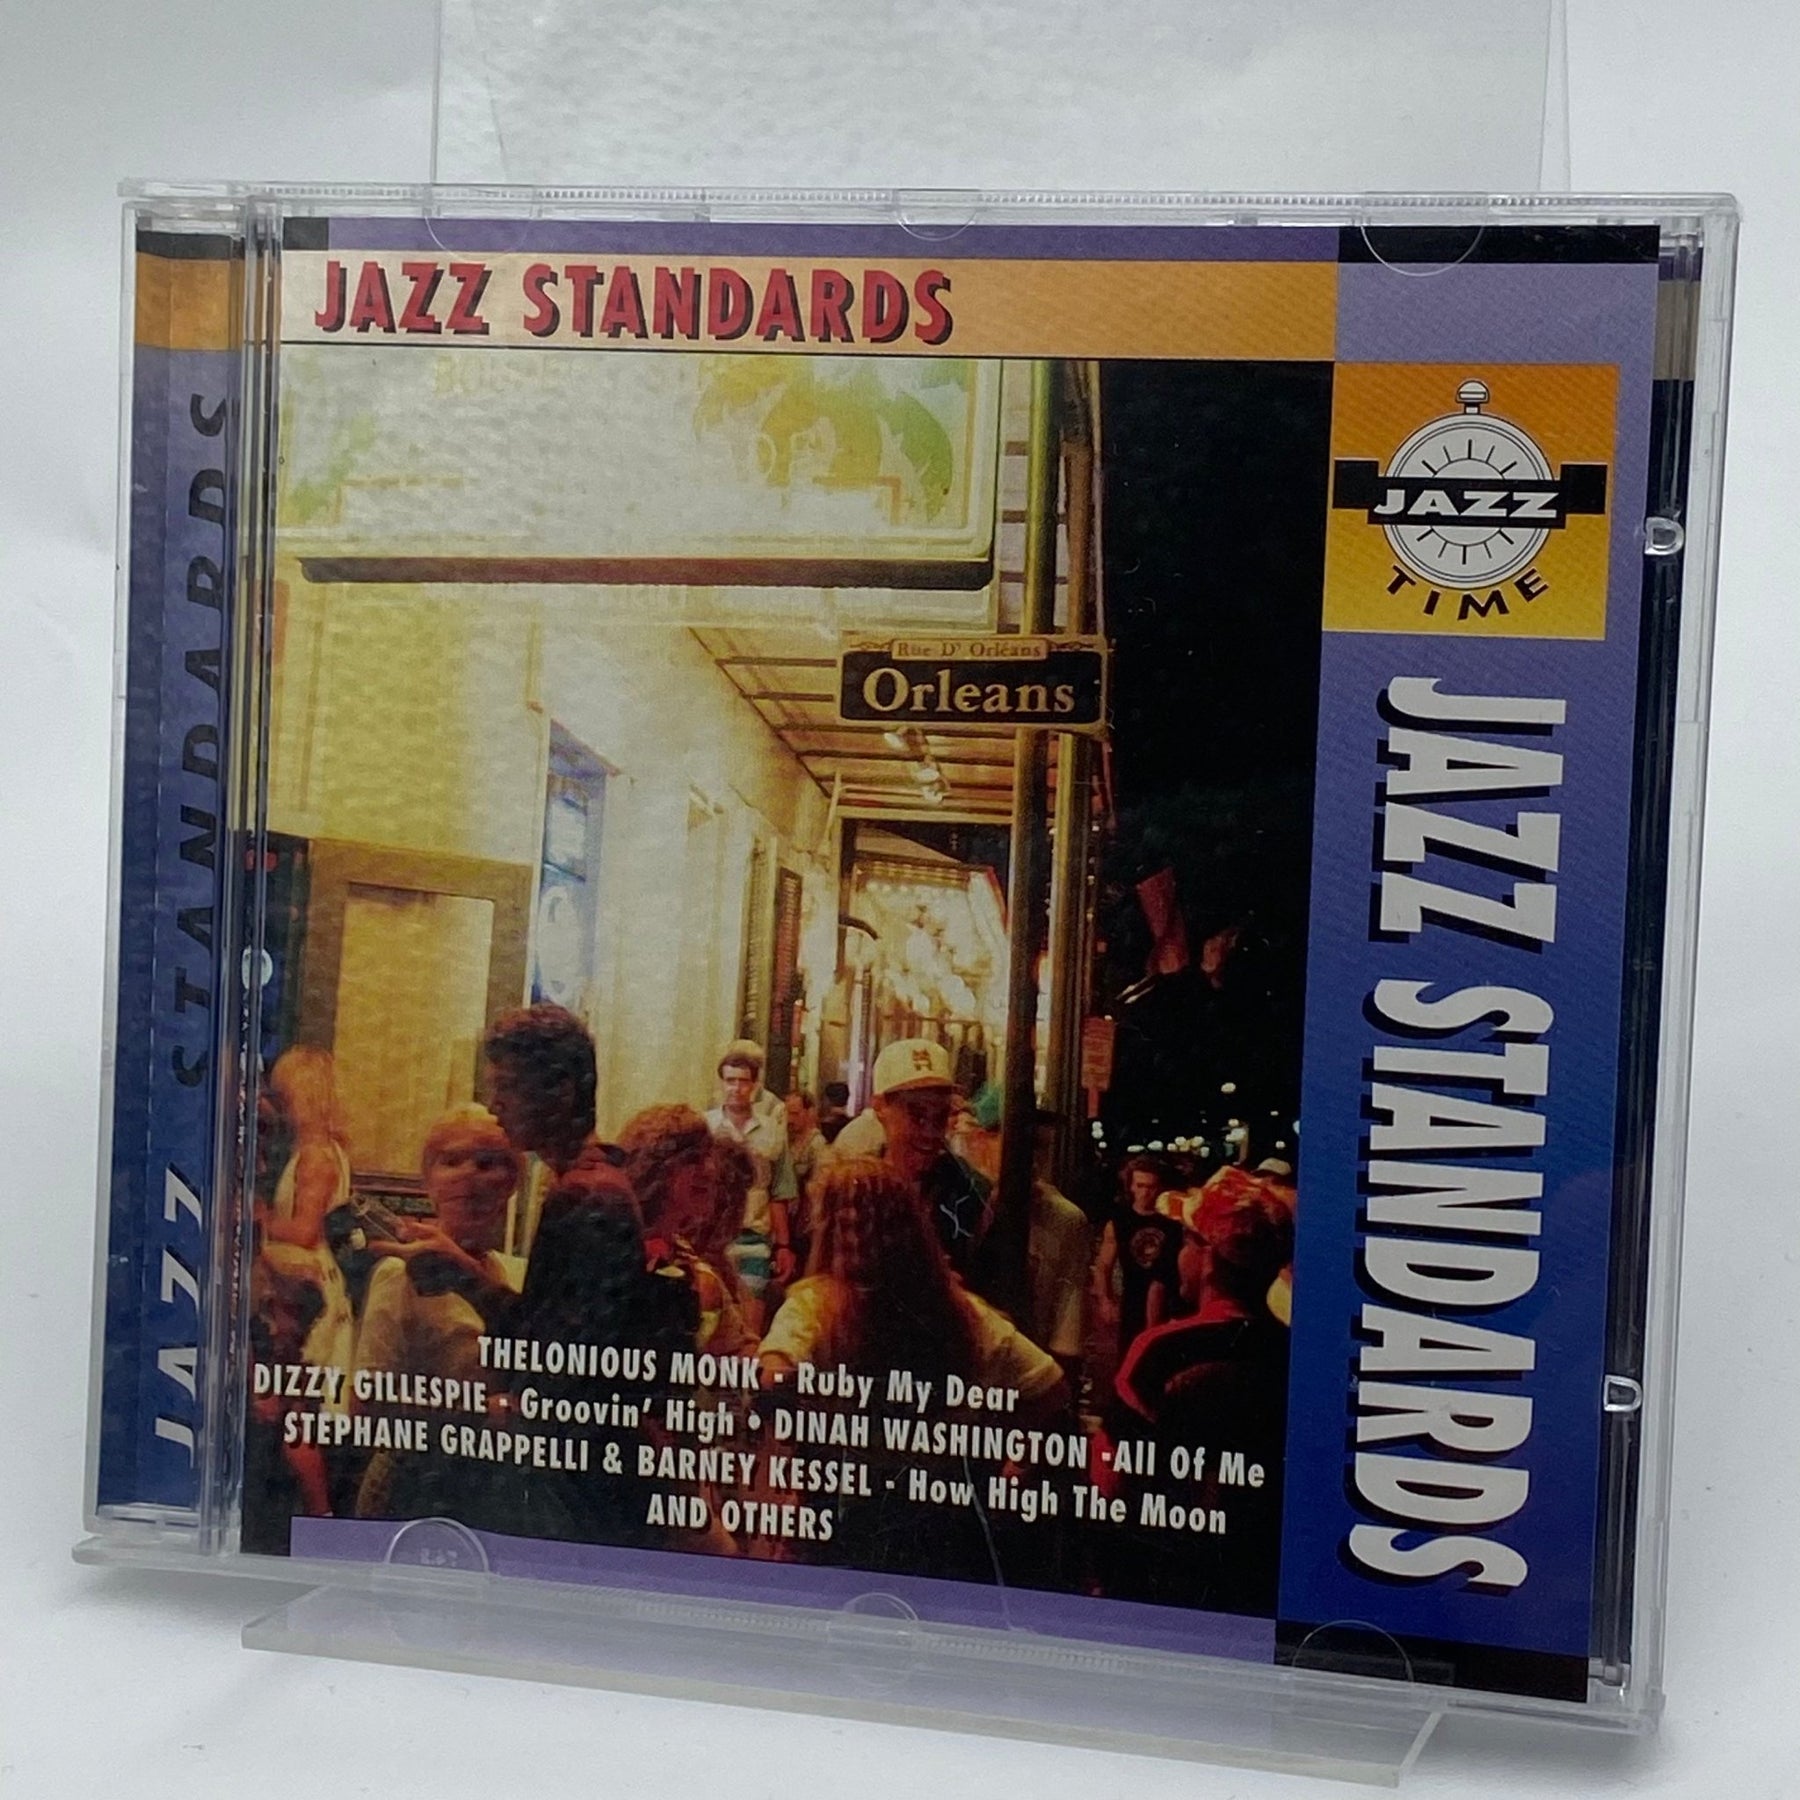 JAZZ STANDARDS
JAZZ STANDARDS
JAZZ
TIME
Rue D' Orléans
Orleans
JAZZ STANDARDS
THELONIOUS MONK - Ruby My Dear
DIZZY GILLESPIE - Groovin' High • DINAH WASHINGTON -All Of Me
STEPHANE GRAPPELLI & BARNEY KESSEL - How High The Moon
AND OTHERS